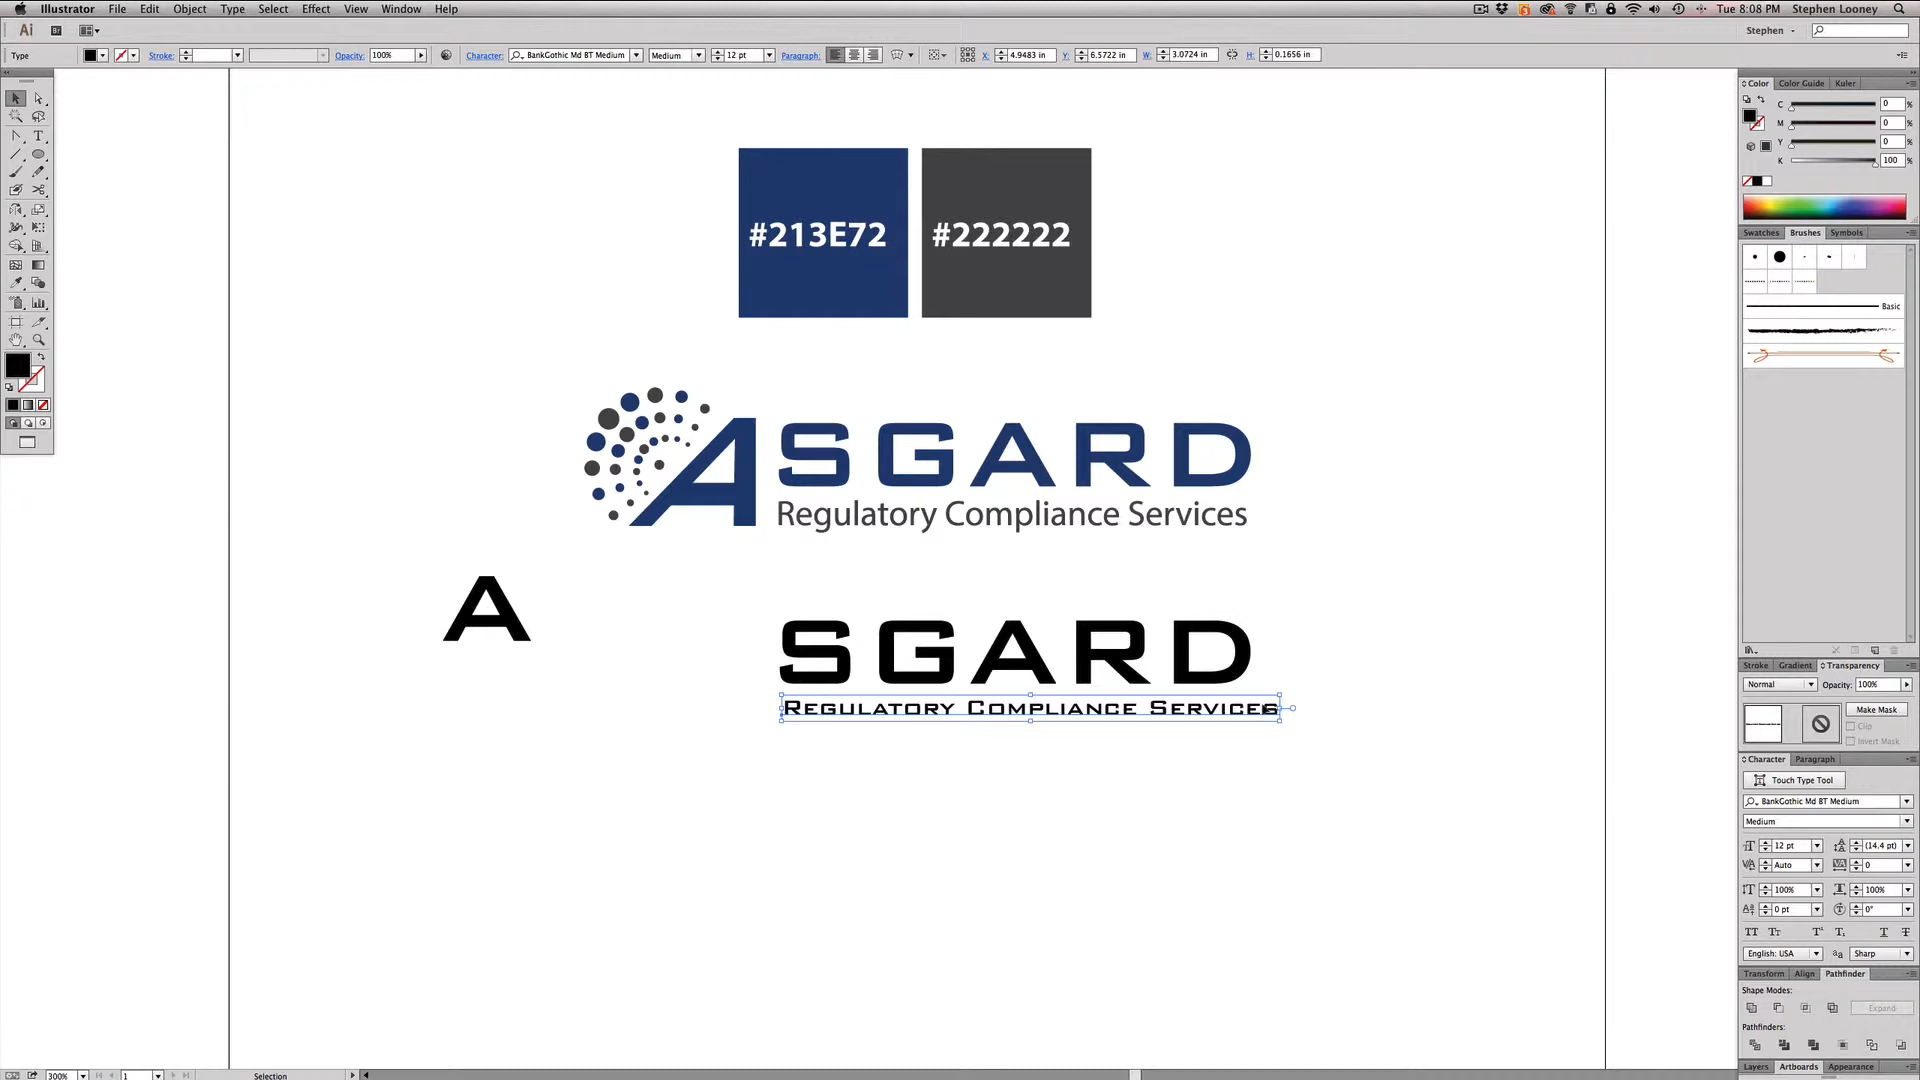 Illustrator File Edit Object Type Select Effect View Window Help
Tue 8:08 PM Stephen Looney
Ai Br
Stephen
Type Stroke: Opacity: 100% Character: BankGothic Md BT Medium Medium 12 pt Paragraph: X: 4.9483 in Y: 6.5722 in W: 3.0724 in H: 0.1656 in
Color Color Guide Kuler
C 0 %
M 0 %
Y 0 %
K 100 %
#213E72
#222222
Swatches Brushes Symbols
Basic
ASGARD
Regulatory Compliance Services
A
SGARD
Regulatory Compliance Services
Stroke Gradient Transparency
Normal Opacity: 100%
Make Mask
Clip
Invert Mask
Character Paragraph
Touch Type Tool
BankGothic Md BT Medium
Medium
12 pt (14.4 pt)
Auto 0
100% 100%
0 pt 0°
English: USA Sharp
Transform Align Pathfinder
Shape Modes:
Expand
Pathfinders:
Layers Artboards Appearance
300% 1 Selection